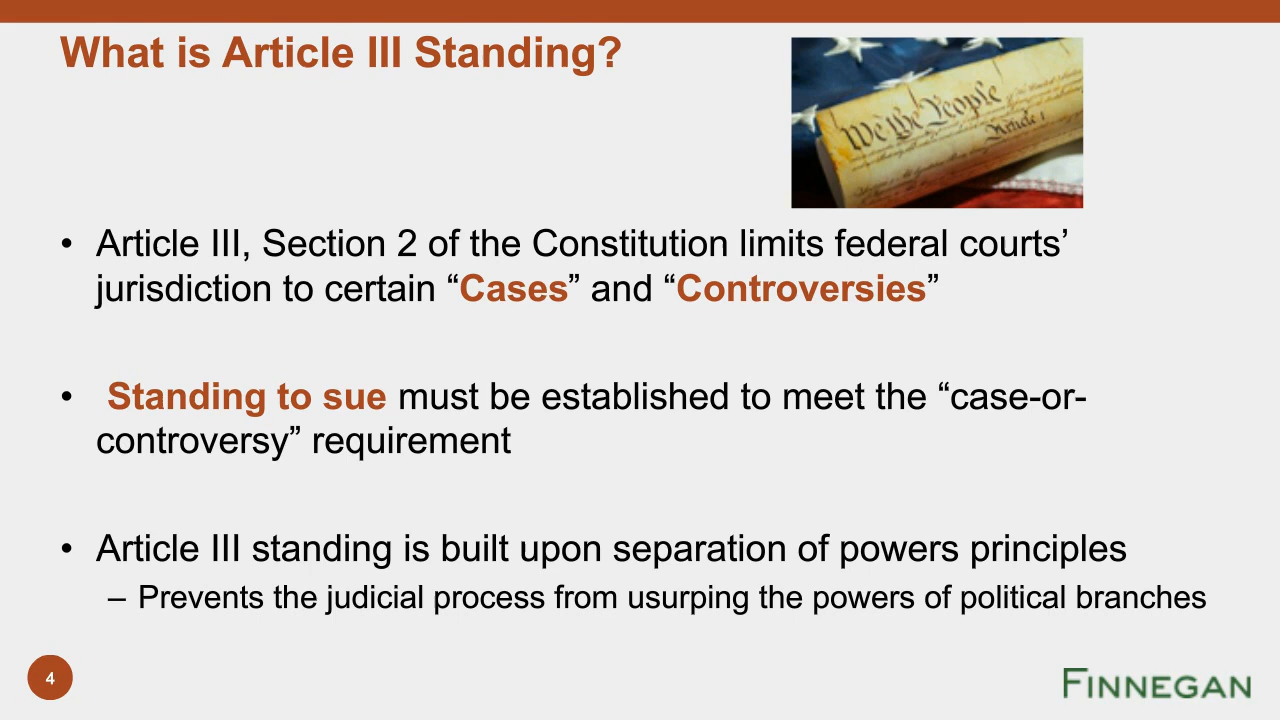 What is Article III Standing?
We the People
Article 1
• Article III, Section 2 of the Constitution limits federal courts’
jurisdiction to certain “Cases” and “Controversies”
• Standing to sue must be established to meet the “case-or-
controversy” requirement
• Article III standing is built upon separation of powers principles
– Prevents the judicial process from usurping the powers of political branches
4
FINNEGAN